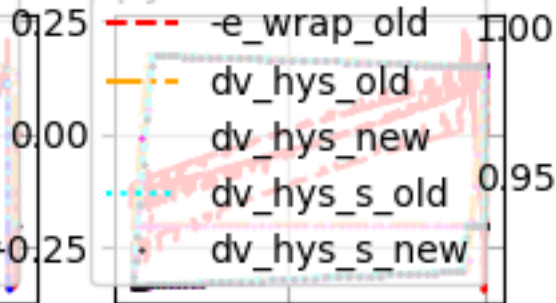 0.25
-e_wrap_old
1.00
dv_hys_old
0.00
dv_hys_new
0.95
dv_hys_s_old
0.25
dv_hys_s_new